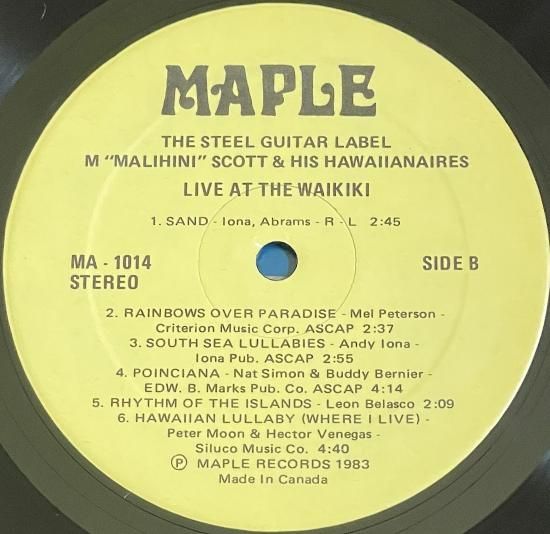 MAPLE
THE STEEL GUITAR LABEL
M "MALIHINI" SCOTT & HIS HAWAIIANAIRES
LIVE AT THE WAIKIKI
1. SAND - Iona, Abrams - R - L 2:45
MA - 1014
STEREO
SIDE B
2. RAINBOWS OVER PARADISE - Mel Peterson -
Criterion Music Corp. ASCAP 2:37
3. SOUTH SEA LULLABIES - Andy Iona -
Iona Pub. ASCAP 2:55
4. POINCIANA - Nat Simon & Buddy Bernier -
EDW. B. Marks Pub. Co. ASCAP 4:14
5. RHYTHM OF THE ISLANDS - Leon Belasco 2:09
6. HAWAIIAN LULLABY (WHERE I LIVE) -
Peter Moon & Hector Venegas -
Siluco Music Co. 4:40
Ⓟ MAPLE RECORDS 1983
Made In Canada